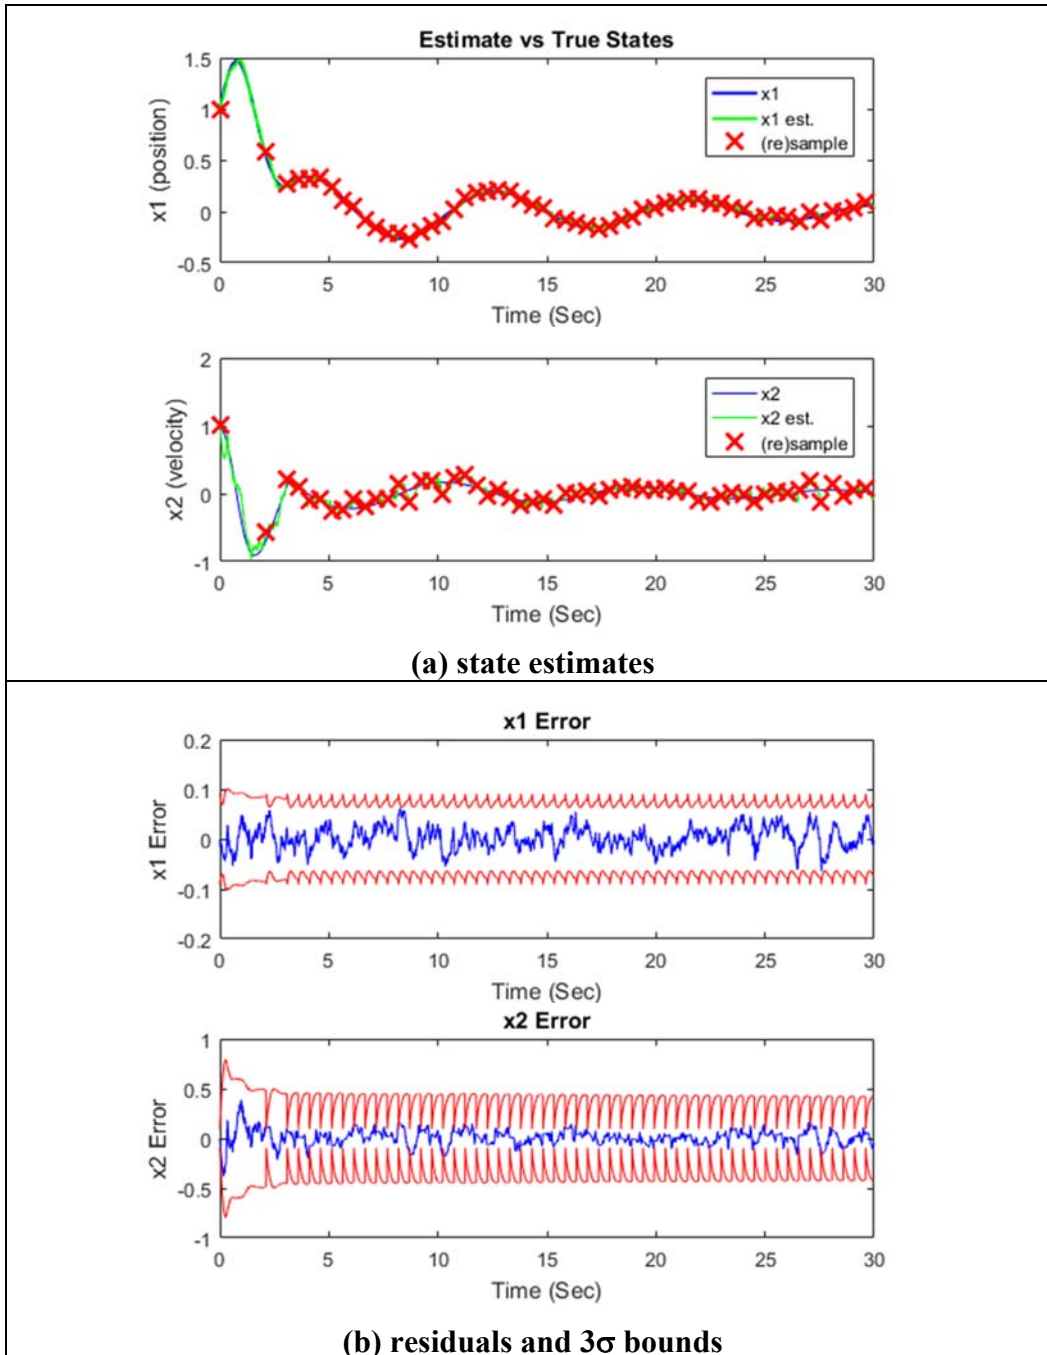 Estimate vs True States
1.5
1
0.5
0
-0.5
x1 (position)
x1
x1 est.
(re)sample
0 5 10 15 20 25 30
Time (Sec)
2
1
0
-1
x2 (velocity)
x2
x2 est.
(re)sample
0 5 10 15 20 25 30
Time (Sec)
(a) state estimates
x1 Error
0.2
0.1
0
-0.1
-0.2
x1 Error
0 5 10 15 20 25 30
Time (Sec)
x2 Error
1
0.5
0
-0.5
-1
x2 Error
0 5 10 15 20 25 30
Time (Sec)
(b) residuals and 3σ bounds